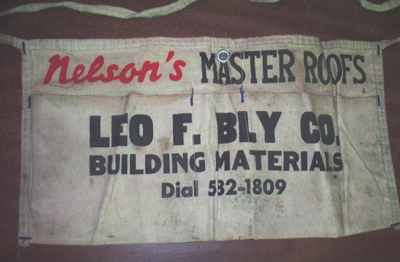 Nelson's MASTER ROOFS
LEO F. BLY CO.
BUILDING MATERIALS
Dial 532-1809